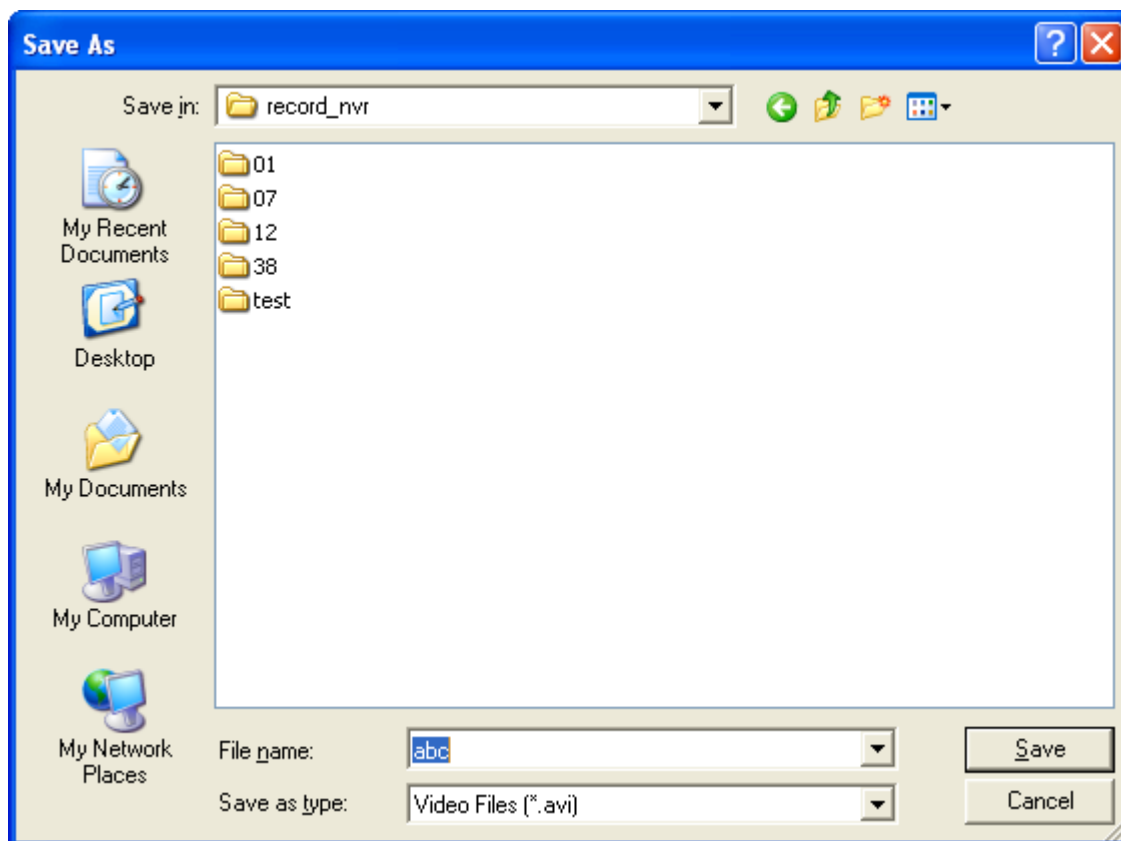 Save As
Save in: record_nvr
01
07
12
38
test
My Recent
Documents
Desktop
My Documents
My Computer
My Network
Places
File name: abc
Save
Save as type: Video Files (*.avi)
Cancel